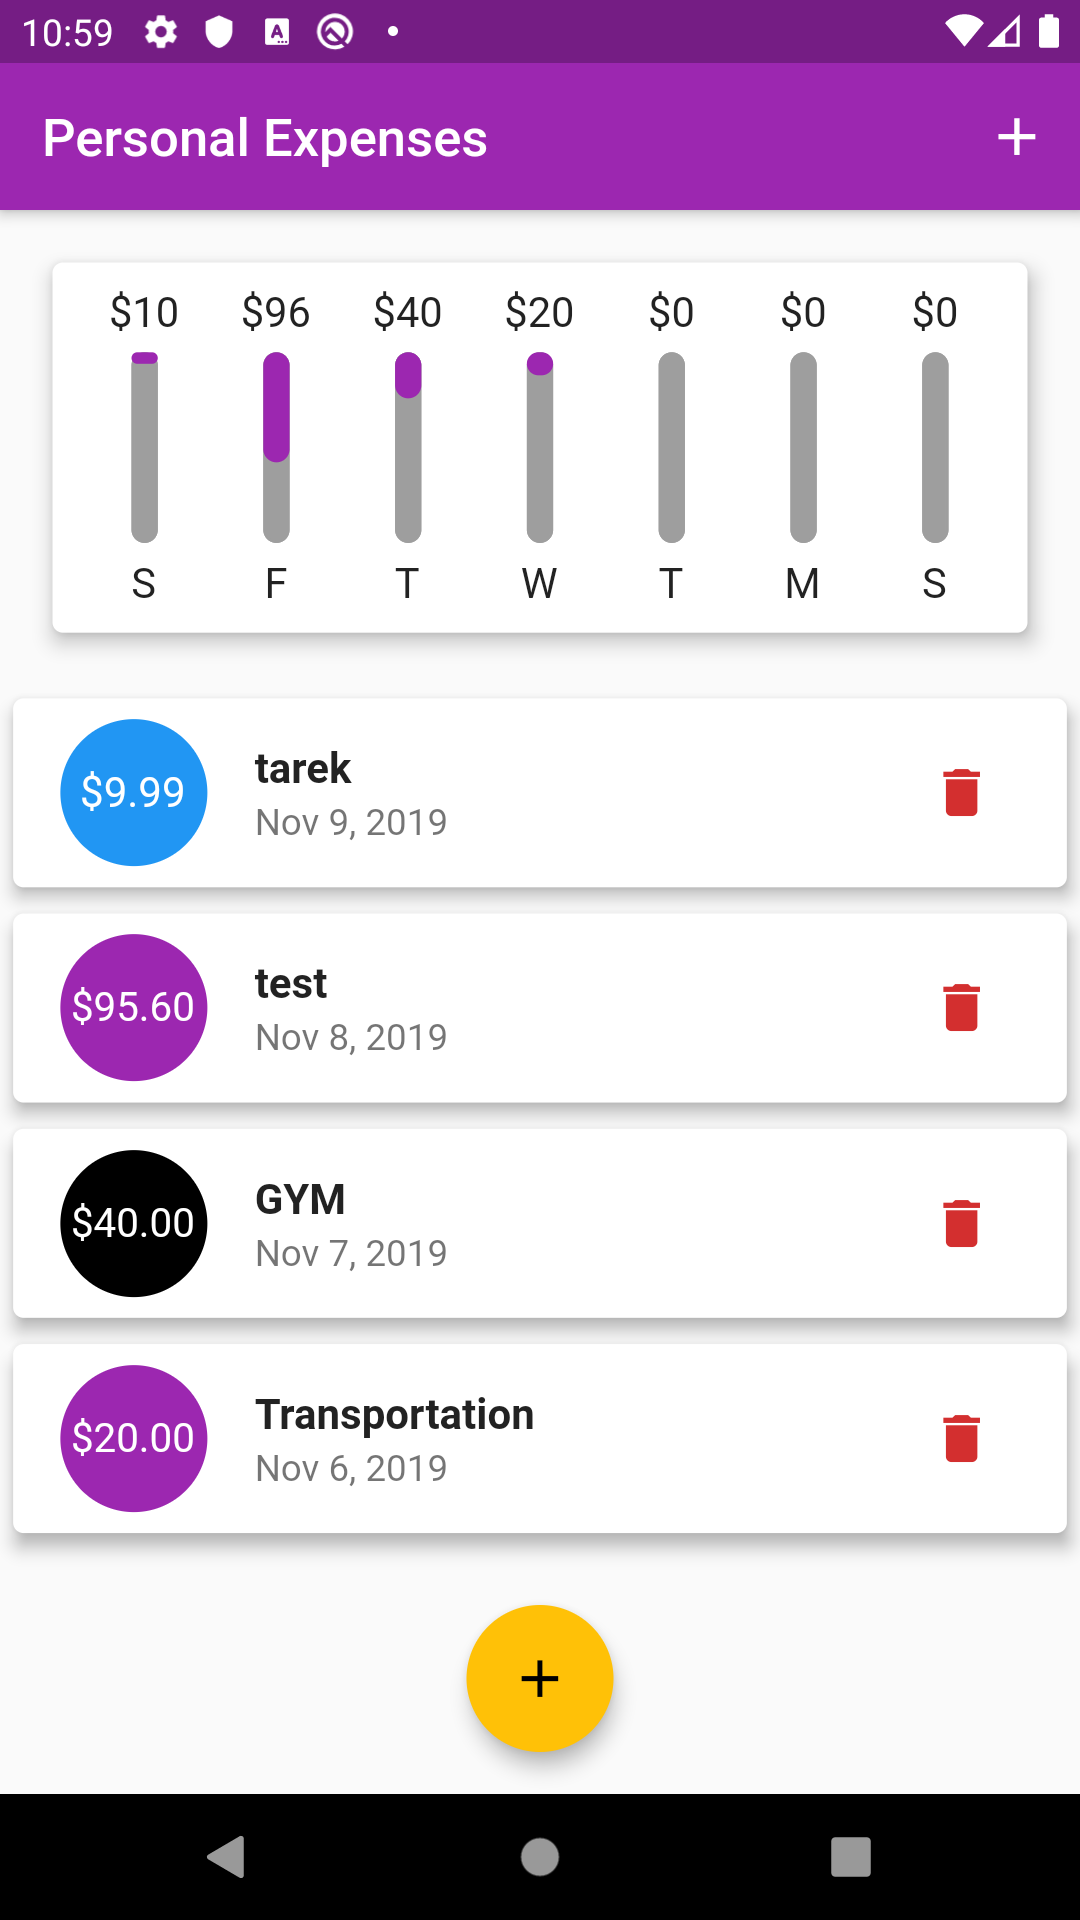 10:59
Personal Expenses
$10 $96 $40 $20 $0 $0 $0
S F T W T M S
$9.99
tarek
Nov 9, 2019
$95.60
test
Nov 8, 2019
$40.00
GYM
Nov 7, 2019
$20.00
Transportation
Nov 6, 2019